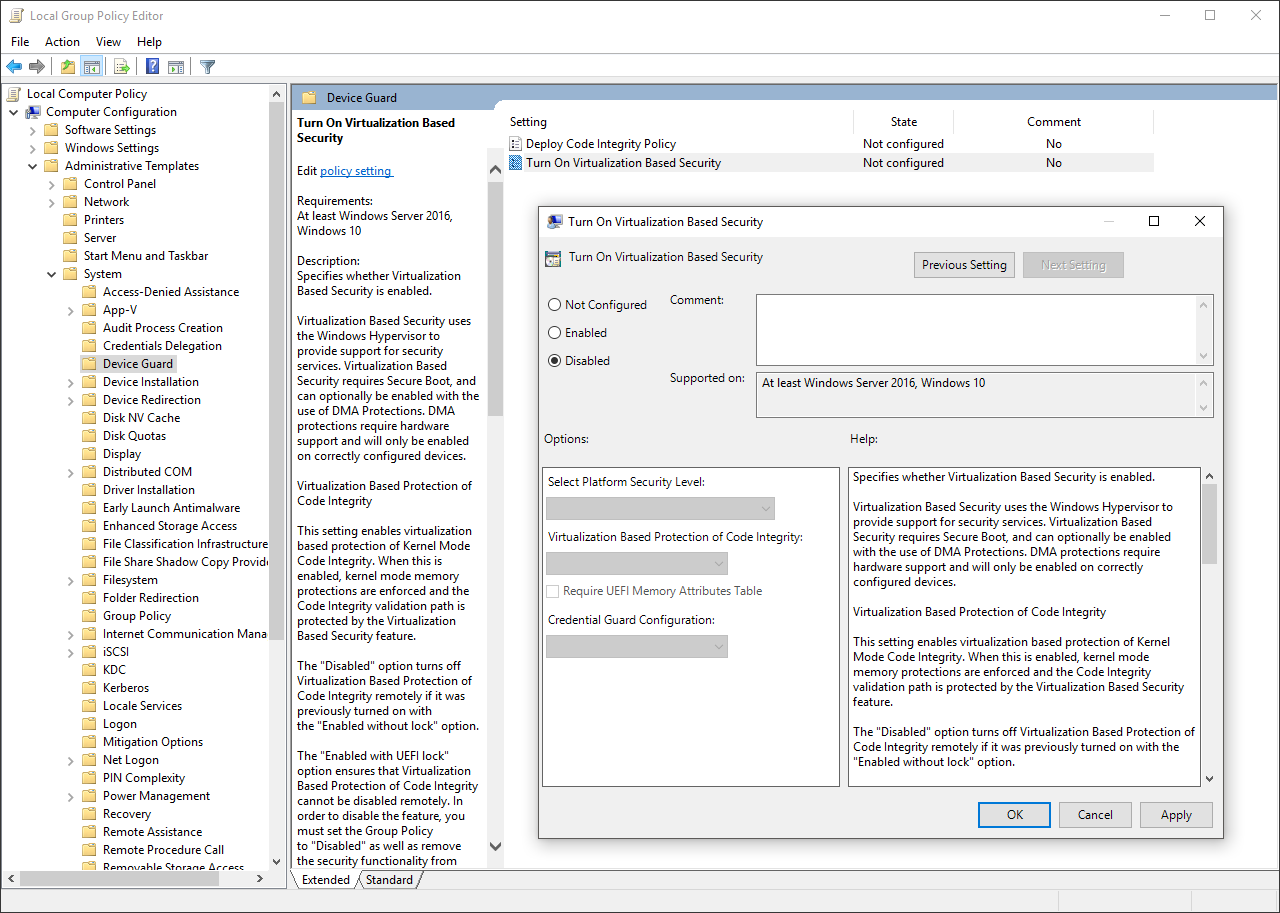 Local Group Policy Editor
File Action View Help
Local Computer Policy
Computer Configuration
Software Settings
Windows Settings
Administrative Templates
Control Panel
Network
Printers
Server
Start Menu and Taskbar
System
Access-Denied Assistance
App-V
Audit Process Creation
Credentials Delegation
Device Guard
Device Installation
Device Redirection
Disk NV Cache
Disk Quotas
Display
Distributed COM
Driver Installation
Early Launch Antimalware
Enhanced Storage Access
File Classification Infrastructure
File Share Shadow Copy Provide
Filesystem
Folder Redirection
Group Policy
Internet Communication Mana
iSCSI
KDC
Kerberos
Locale Services
Logon
Mitigation Options
Net Logon
PIN Complexity
Power Management
Recovery
Remote Assistance
Remote Procedure Call
Removable Storage Access
Device Guard
Turn On Virtualization Based
Security
Edit policy setting
Requirements:
At least Windows Server 2016,
Windows 10
Description:
Specifies whether Virtualization
Based Security is enabled.
Virtualization Based Security uses
the Windows Hypervisor to
provide support for security
services. Virtualization Based
Security requires Secure Boot, and
can optionally be enabled with the
use of DMA Protections. DMA
protections require hardware
support and will only be enabled
on correctly configured devices.
Virtualization Based Protection of
Code Integrity
This setting enables virtualization
based protection of Kernel Mode
Code Integrity. When this is
enabled, kernel mode memory
protections are enforced and the
Code Integrity validation path is
protected by the Virtualization
Based Security feature.
The "Disabled" option turns off
Virtualization Based Protection of
Code Integrity remotely if it was
previously turned on with
the "Enabled without lock" option.
The "Enabled with UEFI lock"
option ensures that Virtualization
Based Protection of Code Integrity
cannot be disabled remotely. In
order to disable the feature, you
must set the Group Policy
to "Disabled" as well as remove
the security functionality from
Extended Standard
Setting State Comment
Deploy Code Integrity Policy Not configured No
Turn On Virtualization Based Security Not configured No
Turn On Virtualization Based Security
Turn On Virtualization Based Security
Previous Setting Next Setting
Not Configured
Enabled
Disabled
Comment:
Supported on:
At least Windows Server 2016, Windows 10
Options:
Help:
Select Platform Security Level:
Virtualization Based Protection of Code Integrity:
Require UEFI Memory Attributes Table
Credential Guard Configuration:
Specifies whether Virtualization Based Security is enabled.
Virtualization Based Security uses the Windows Hypervisor to
provide support for security services. Virtualization Based
Security requires Secure Boot, and can optionally be enabled
with the use of DMA Protections. DMA protections require
hardware support and will only be enabled on correctly
configured devices.
Virtualization Based Protection of Code Integrity
This setting enables virtualization based protection of Kernel
Mode Code Integrity. When this is enabled, kernel mode
memory protections are enforced and the Code Integrity
validation path is protected by the Virtualization Based Security
feature.
The "Disabled" option turns off Virtualization Based Protection of
Code Integrity remotely if it was previously turned on with the
"Enabled without lock" option.
OK Cancel Apply